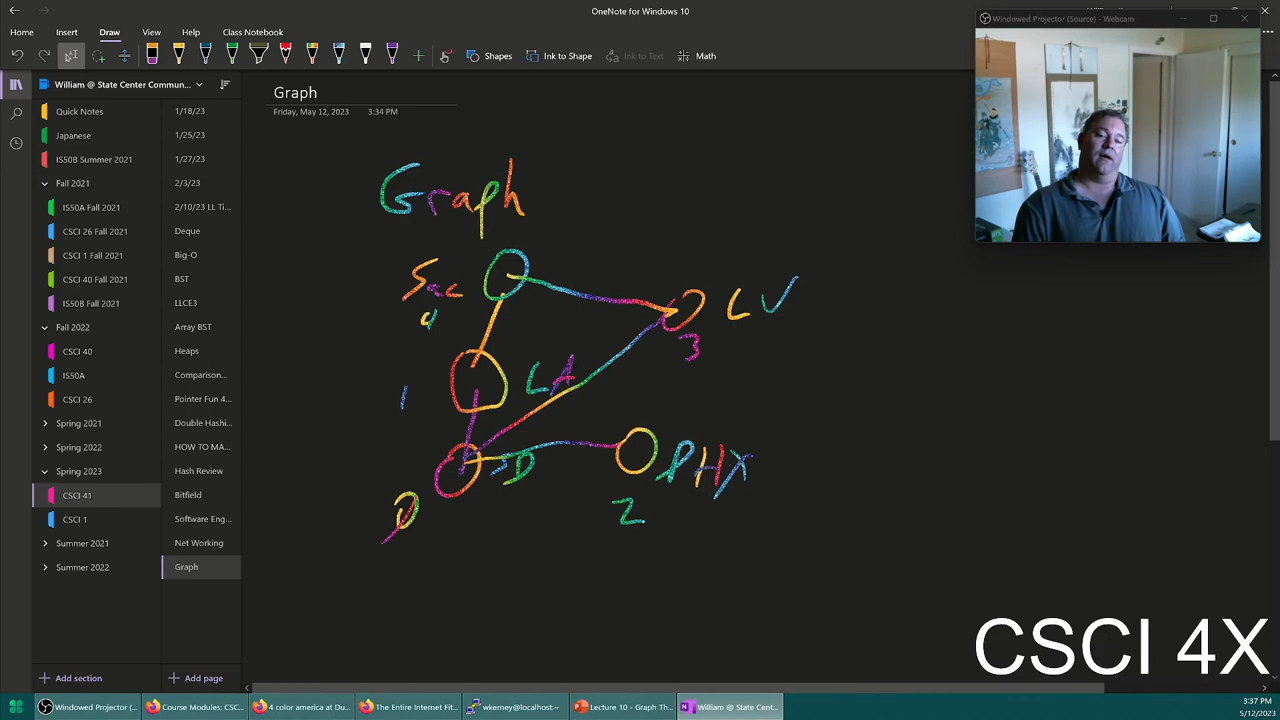 OneNote for Windows 10
Windowed Projector (Source) - Webcam
Home Insert Draw View Help Class Notebook
Shapes Ink to Shape Ink to Text Math
William @ State Center Commun...
Quick Notes 1/18/23
Japanese 1/25/23
IS50B Summer 2021 1/27/23
Fall 2021 2/3/23
IS50A Fall 2021 2/10/23 LL Ti...
CSCI 26 Fall 2021 Deque
CSCI 1 Fall 2021 Big-O
CSCI 40 Fall 2021 BST
IS50B Fall 2021 LLCE3
Fall 2022 Array BST
CSCI 40 Heaps
IS50A Comparison...
CSCI 26 Pointer Fun 4...
Spring 2021 Double Hashi...
Spring 2022 HOW TO MA...
Spring 2023 Hash Review
CSCI 41 Bitfield
CSCI 1 Software Eng...
Summer 2021 Net Working
Summer 2022 Graph
Add section Add page
Graph
Friday, May 12, 2023 3:34 PM
Graph
Sac
4
LV
3
LA
1
SD
PHX
0
2
CSCI 4X
Windowed Projector (... Course Modules: CSC... 4 color america at Du... The Entire Internet Fit... wkerney@localhost:~ Lecture 10 - Graph Th... William @ State Cent...
3:37 PM
5/12/2023